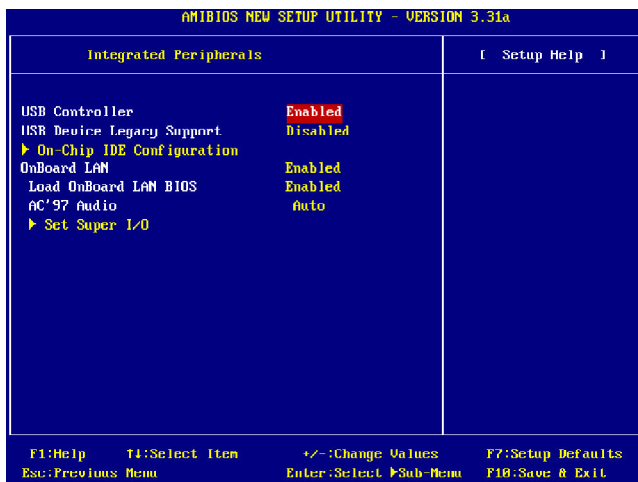 AMIBIOS NEW SETUP UTILITY - VERSION 3.31a
Integrated Peripherals
[ Setup Help ]
USB Controller Enabled
USB Device Legacy Support Disabled
On-Chip IDE Configuration
OnBoard LAN Enabled
Load OnBoard LAN BIOS Enabled
AC'97 Audio Auto
Set Super I/O
F1:Help ↑↓:Select Item +/-:Change Values F7:Setup Defaults
Esc:Previous Menu Enter:Select ▶Sub-Menu F10:Save & Exit